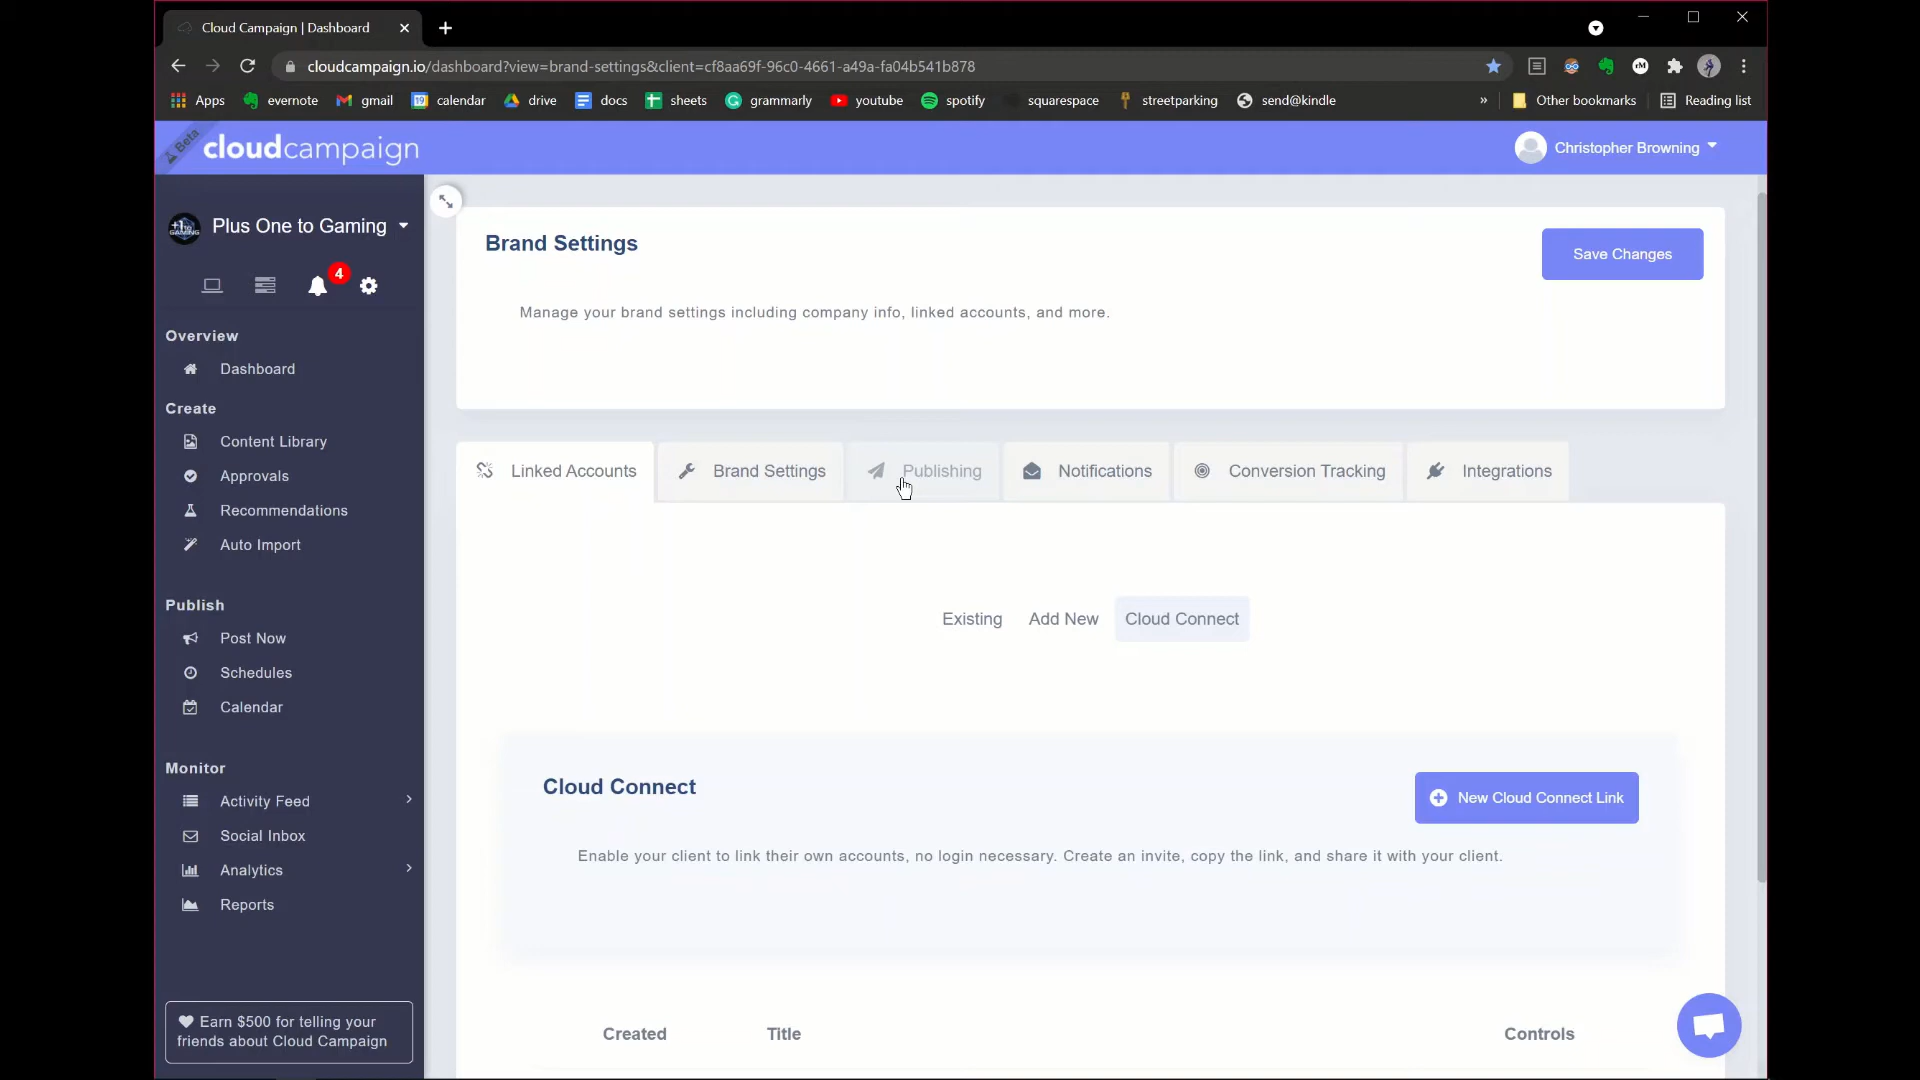 Cloud Campaign | Dashboard
cloudcampaign.io/dashboard?view=brand-settings&client=cf8aa69f-96c0-4661-a49a-fa04b541b878
Apps evernote gmail calendar drive docs sheets grammarly youtube spotify squarespace streetparking send@kindle » Other bookmarks Reading list
Beta cloudcampaign Christopher Browning
+1 to GAMING Plus One to Gaming
4
Overview
Dashboard
Create
Content Library
Approvals
Recommendations
Auto Import
Publish
Post Now
Schedules
Calendar
Monitor
Activity Feed
Social Inbox
Analytics
Reports
Earn $500 for telling your
friends about Cloud Campaign
Brand Settings
Save Changes
Manage your brand settings including company info, linked accounts, and more.
Linked Accounts Brand Settings Publishing Notifications Conversion Tracking Integrations
Existing Add New Cloud Connect
Cloud Connect
New Cloud Connect Link
Enable your client to link their own accounts, no login necessary. Create an invite, copy the link, and share it with your client.
Created Title Controls